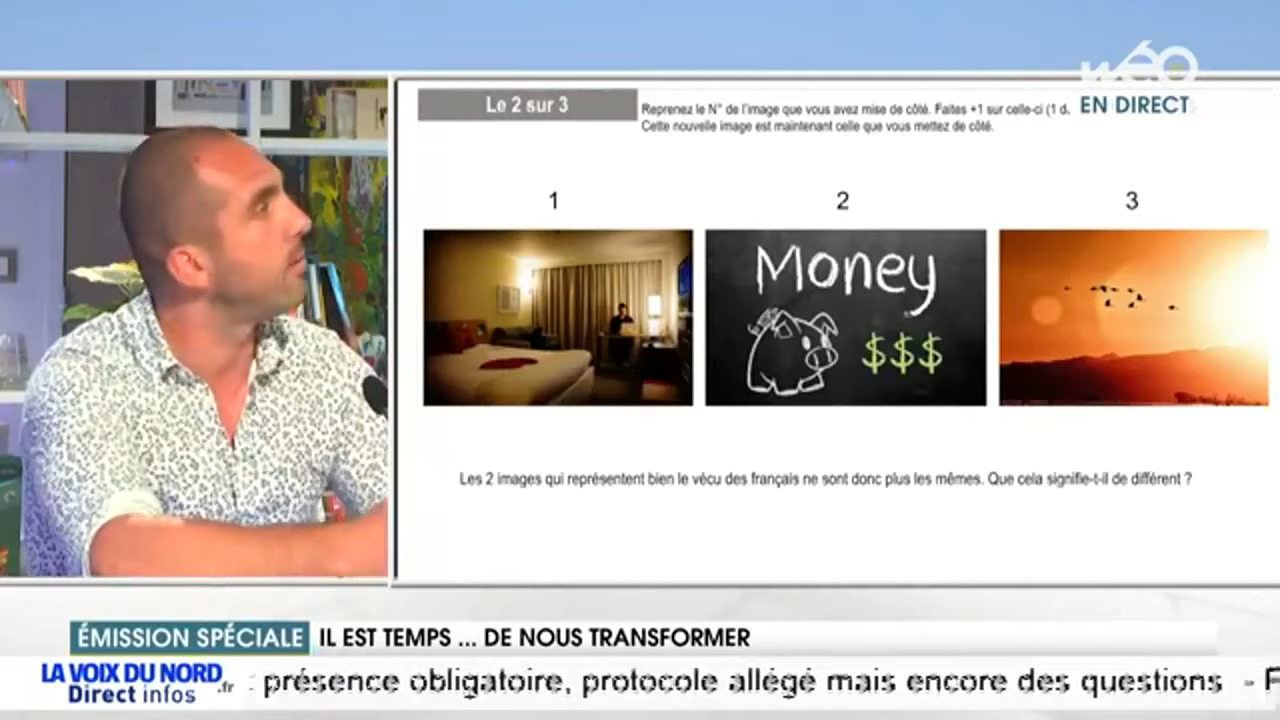 wéo
EN DIRECT
Le 2 sur 3
Reprenez le N° de l'image que vous avez mise de côté. Faites +1 sur celle-ci (1 d.
Cette nouvelle image est maintenant celle que vous mettez de côté.
1
2
3
Money
$$$
Les 2 images qui représentent bien le vécu des français ne sont donc plus les mêmes. Que cela signifie-t-il de différent ?
ÉMISSION SPÉCIALE IL EST TEMPS ... DE NOUS TRANSFORMER
LA VOIX DU NORD.fr
Direct infos
présence obligatoire, protocole allégé mais encore des questions - F